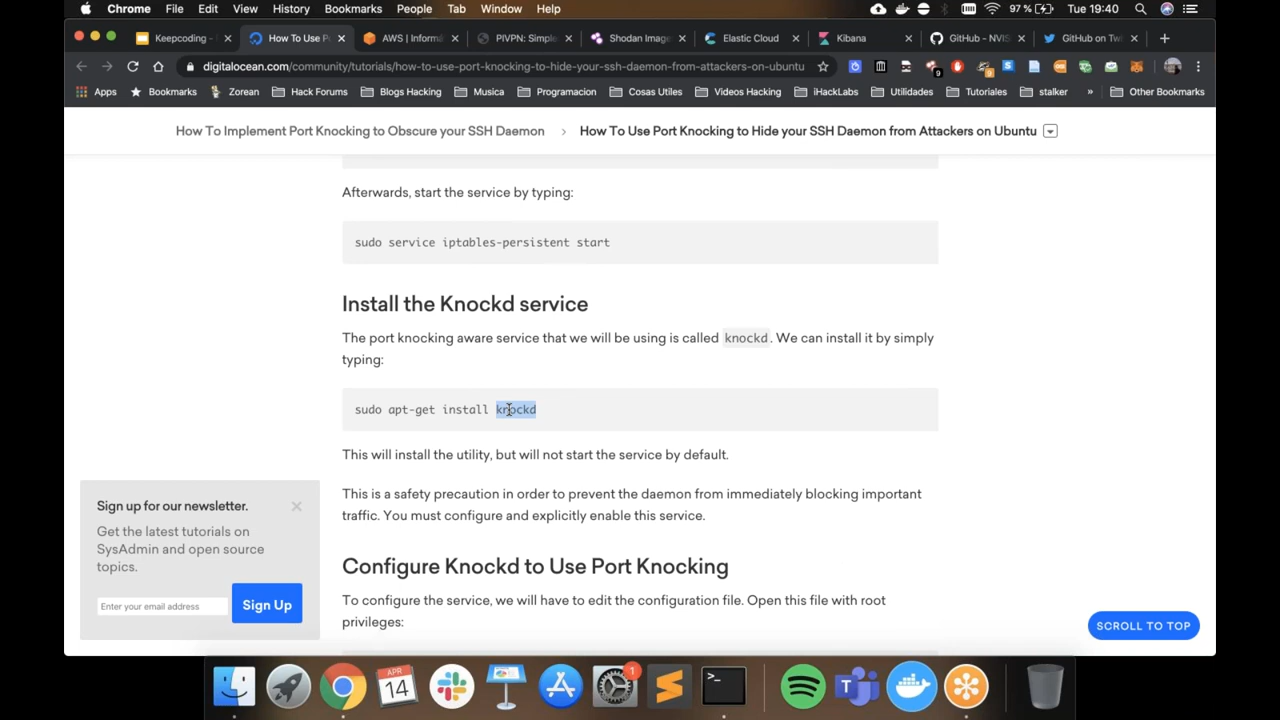 Chrome File Edit View History Bookmarks People Tab Window Help 97% Tue 19:40
Keepcoding - How To Use P AWS | Inform PIVPN: Simple Shodan Imag Elastic Cloud Kibana GitHub - NVIS GitHub on Tw
digitalocean.com/community/tutorials/how-to-use-port-knocking-to-hide-your-ssh-daemon-from-attackers-on-ubuntu
Apps Bookmarks Zorean Hack Forums Blogs Hacking Musica Programacion Cosas Utiles Videos Hacking iHackLabs Utilidades Tutoriales stalker » Other Bookmarks
How To Implement Port Knocking to Obscure your SSH Daemon > How To Use Port Knocking to Hide your SSH Daemon from Attackers on Ubuntu
Afterwards, start the service by typing:
sudo service iptables-persistent start
Install the Knockd service
The port knocking aware service that we will be using is called knockd. We can install it by simply
typing:
sudo apt-get install knockd
This will install the utility, but will not start the service by default.
This is a safety precaution in order to prevent the daemon from immediately blocking important
traffic. You must configure and explicitly enable this service.
Configure Knockd to Use Port Knocking
To configure the service, we will have to edit the configuration file. Open this file with root
privileges:
Sign up for our newsletter.
Get the latest tutorials on
SysAdmin and open source
topics.
Enter your email address Sign Up
SCROLL TO TOP
APR
14
1